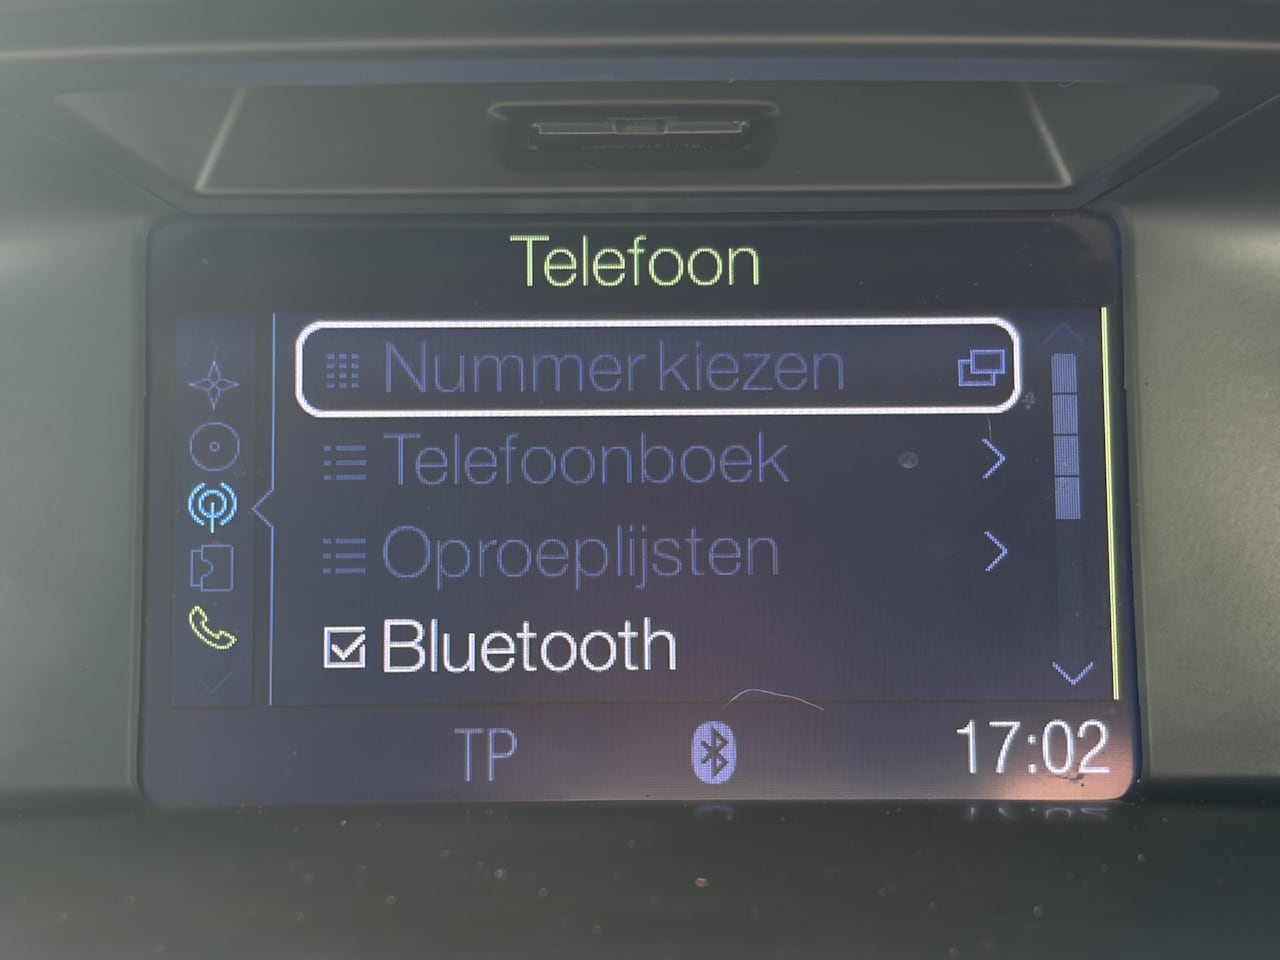 Telefoon
Nummer kiezen
Telefoonboek
Oproeplijsten
Bluetooth
TP
17:02